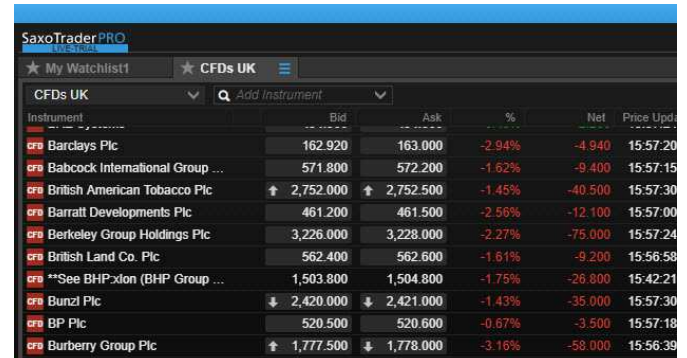 SaxoTraderPRO
LIVE-TRIAL
My Watchlist1 CFDs UK
CFDs UK Add Instrument
Instrument Bid Ask % Net Price Upda
CFD Barclays Plc 162.920 163.000 -2.94% -4.940 15:57:20
CFD Babcock International Group ... 571.800 572.200 -1.62% -9.400 15:57:15
CFD British American Tobacco Plc 2,752.000 2,752.500 -1.45% -40.500 15:57:30
CFD Barratt Developments Plc 461.200 461.500 -2.56% -12.100 15:57:00
CFD Berkeley Group Holdings Plc 3,226.000 3,228.000 -2.27% -75.000 15:57:24
CFD British Land Co. Plc 562.400 562.600 -1.61% -9.200 15:56:58
CFD **See BHP:xlon (BHP Group ... 1,503.800 1,504.800 -1.75% -26.800 15:42:21
CFD Bunzl Plc 2,420.000 2,421.000 -1.43% -35.000 15:57:30
CFD BP Plc 520.500 520.600 -0.67% -3.500 15:57:18
CFD Burberry Group Plc 1,777.500 1,778.000 -3.16% -58.000 15:56:39